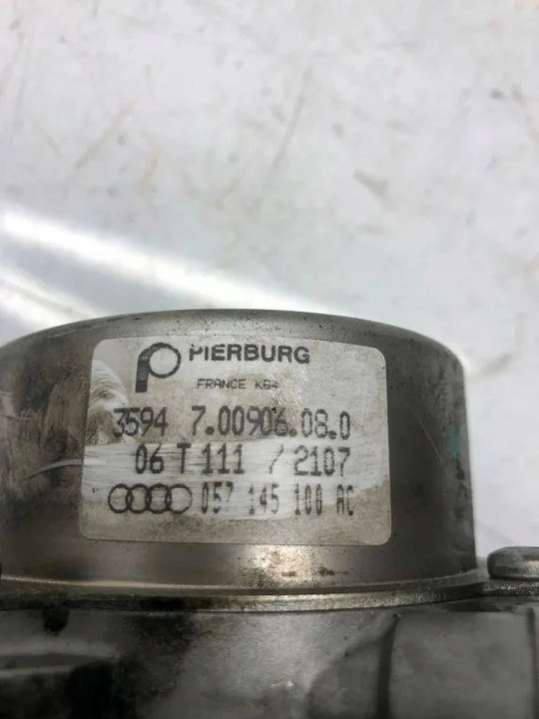 PIERBURG
FRANCE K64
3594 7.00906.08.0
06 T 111 / 2107
057 145 100 AC